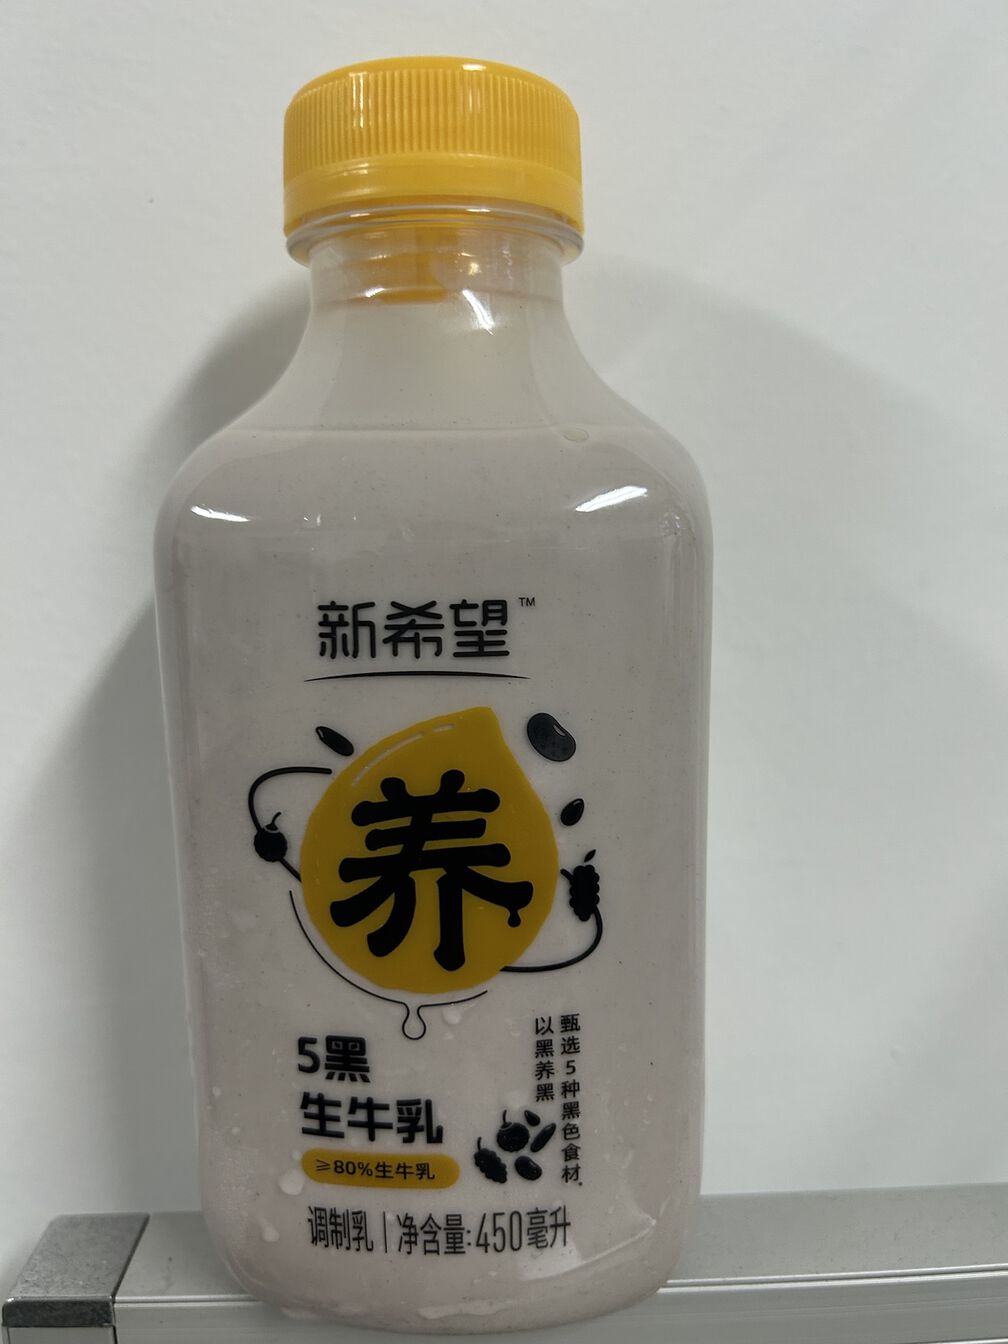 新希望™
养
5黑
生牛乳
≥80%生牛乳
甄选5种黑色食材
以黑养黑
调制乳|净含量:450毫升